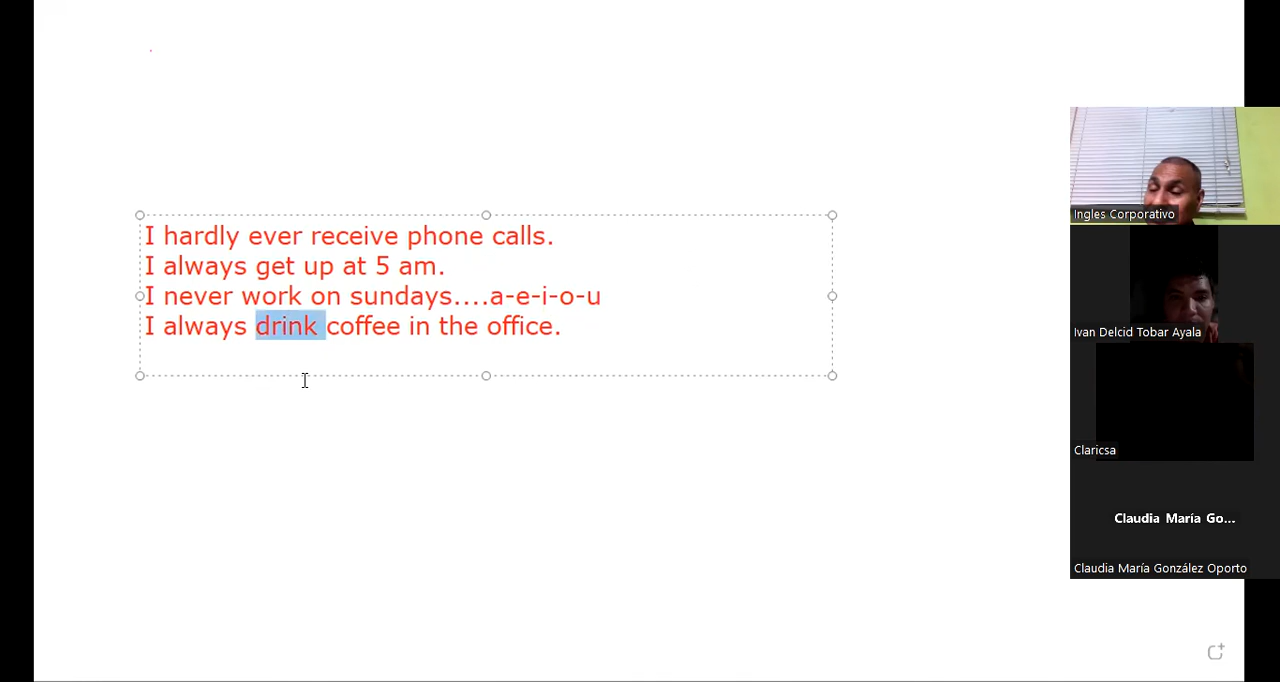 I hardly ever receive phone calls.
I always get up at 5 am.
I never work on sundays....a-e-i-o-u
I always drink coffee in the office.
Ingles Corporativo
Ivan Delcid Tobar Ayala
Claricsa
Claudia María Go...
Claudia María González Oporto